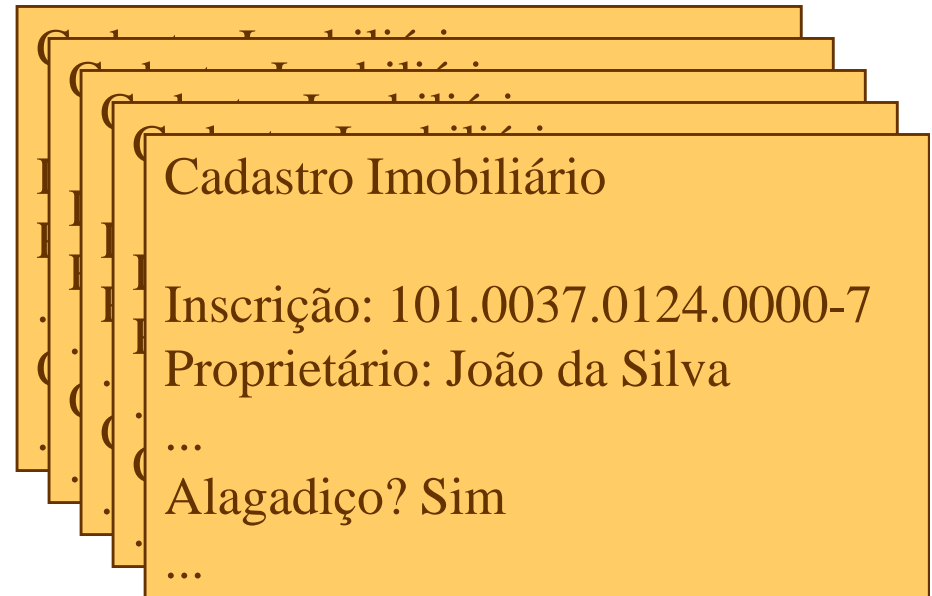 Cadastro Imobiliário
Inscrição: 101.0037.0124.0000-7
Proprietário: João da Silva
...
Alagadiço? Sim
...